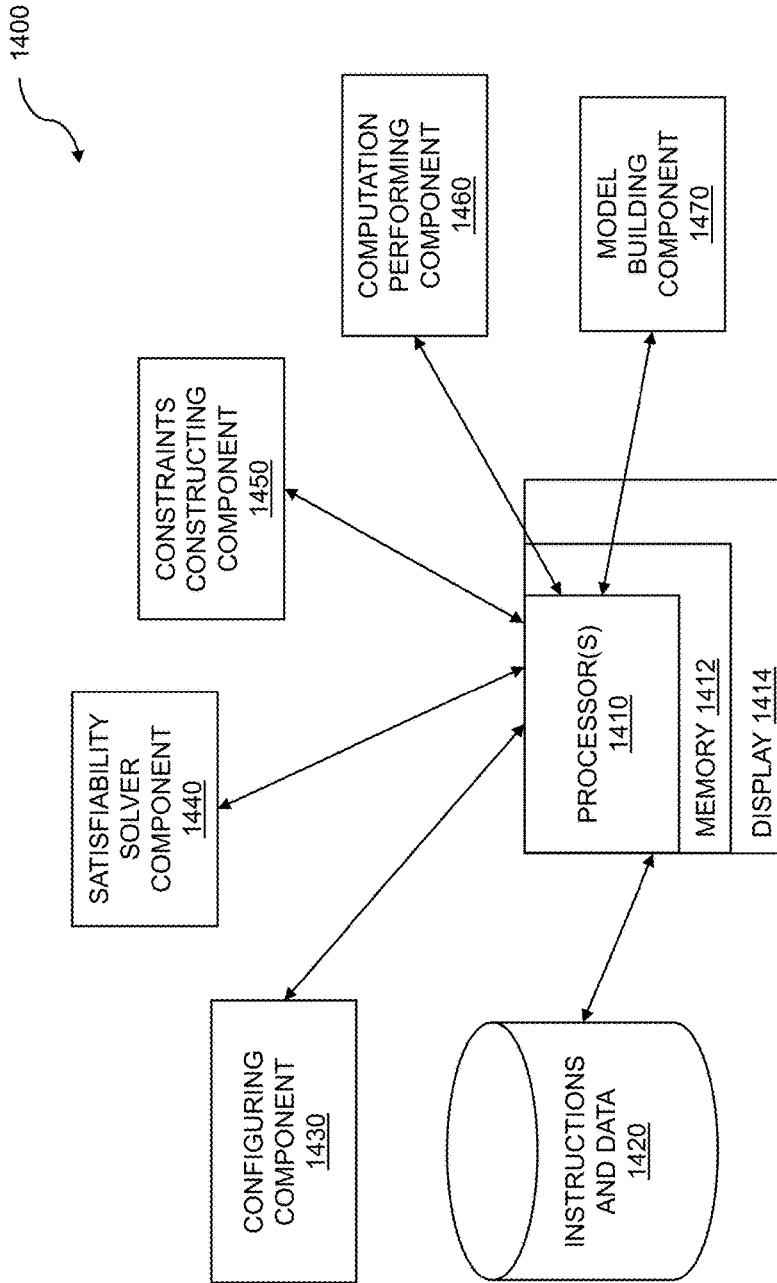 1400
CONFIGURING
COMPONENT
1430
SATISFIABILITY
SOLVER
COMPONENT
1440
CONSTRAINTS
CONSTRUCTING
COMPONENT
1450
COMPUTATION
PERFORMING
COMPONENT
1460
MODEL
BUILDING
COMPONENT
1470
INSTRUCTIONS
AND DATA
1420
PROCESSOR(S)
1410
MEMORY 1412
DISPLAY 1414